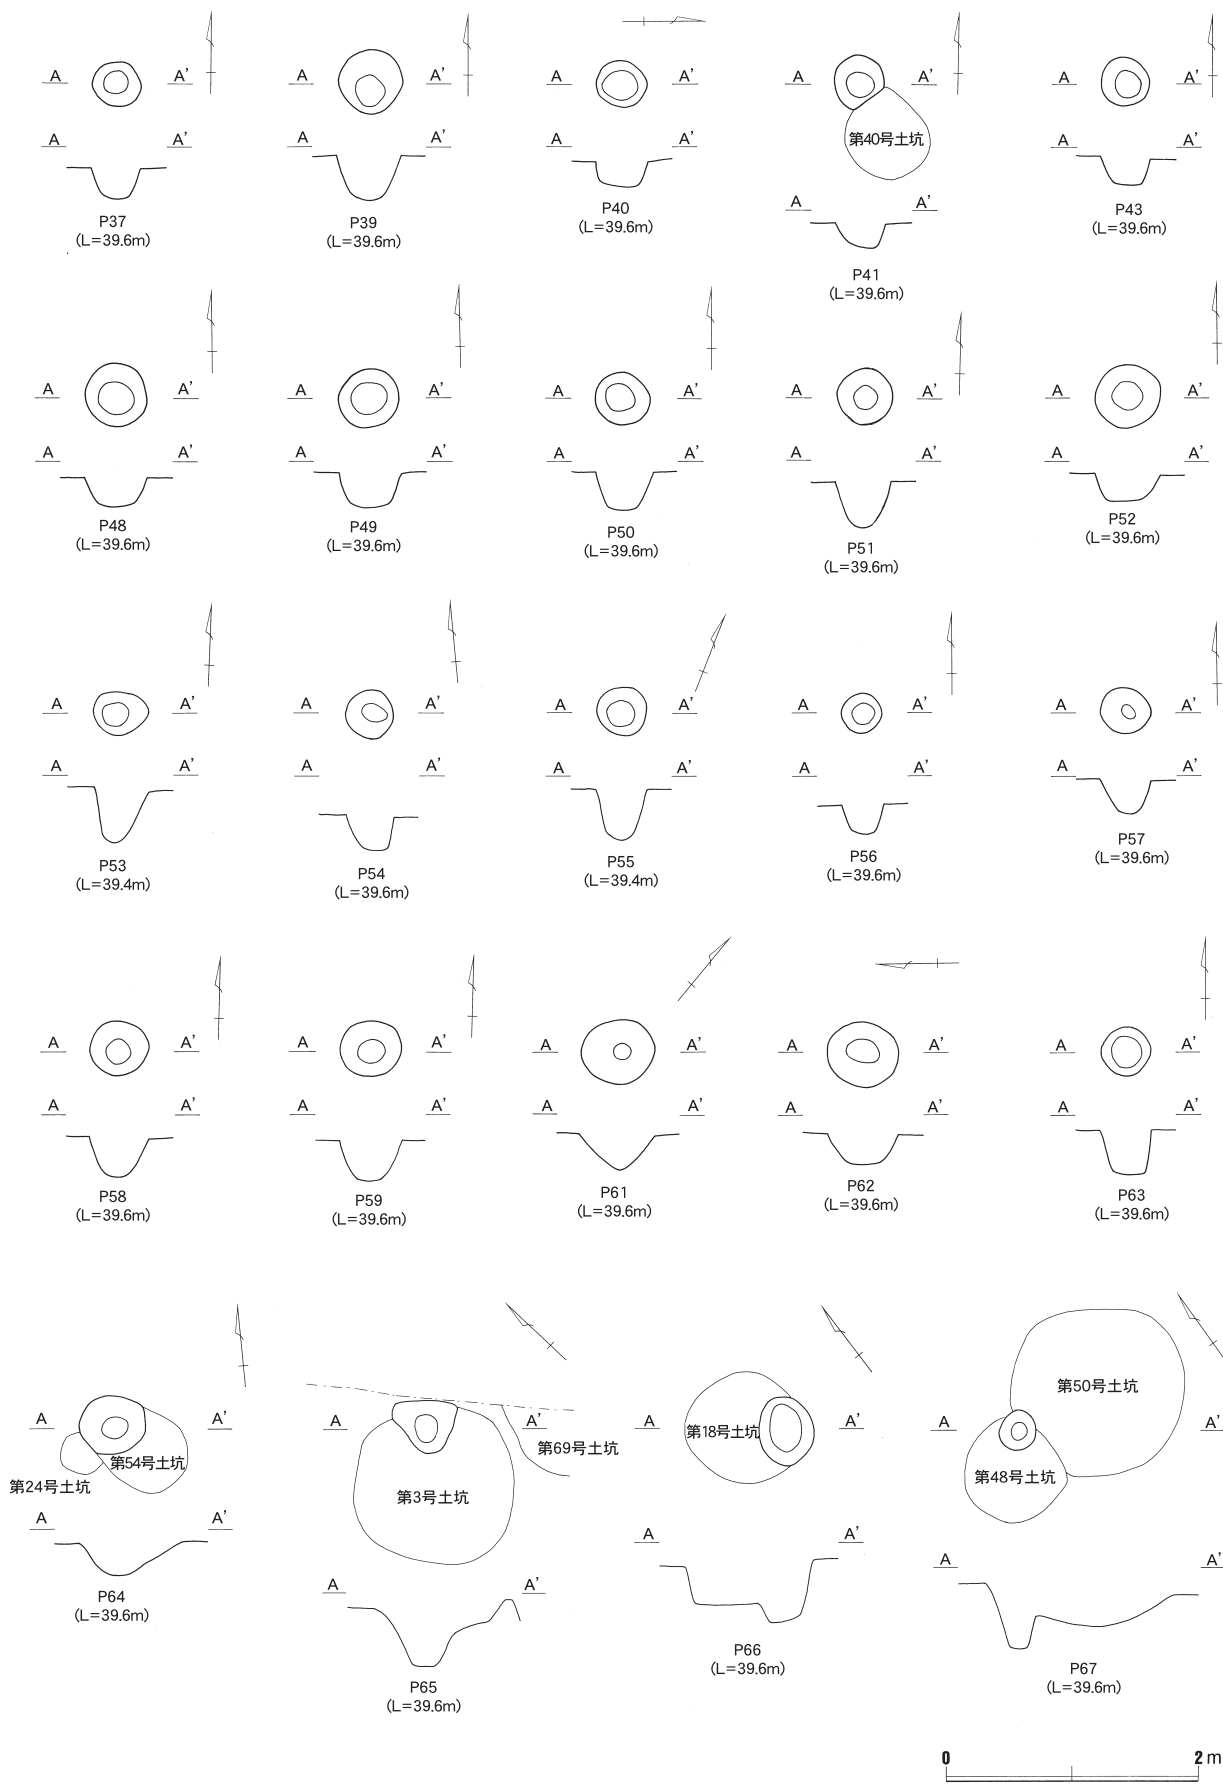 A A' A A' A A' A A' A A'
第40号土坑
A A' A A' A A' A A'
A A'
P37 P39 P40 P43
(L=39.6m) (L=39.6m) (L=39.6m) (L=39.6m)
P41
(L=39.6m)
A A' A A' A A' A A' A A'
A A' A A' A A' A A' A A'
P48 P49 P50 P51 P52
(L=39.6m) (L=39.6m) (L=39.6m) (L=39.6m) (L=39.6m)
A A' A A' A A' A A' A A'
A A' A A' A A' A A' A A'
P53 P54 P55 P56 P57
(L=39.4m) (L=39.6m) (L=39.4m) (L=39.6m) (L=39.6m)
A A' A A' A A' A A' A A'
A A' A A' A A' A A' A A'
P58 P59 P61 P62 P63
(L=39.6m) (L=39.6m) (L=39.6m) (L=39.6m) (L=39.6m)
第50号土坑
A A' A A' A A' A A'
第18号土坑
第69号土坑
第54号土坑
第48号土坑
第24号土坑
第3号土坑
A A' A A' A A' A A'
P64 P65 P66 P67
(L=39.6m) (L=39.6m) (L=39.6m) (L=39.6m)
0 2 m